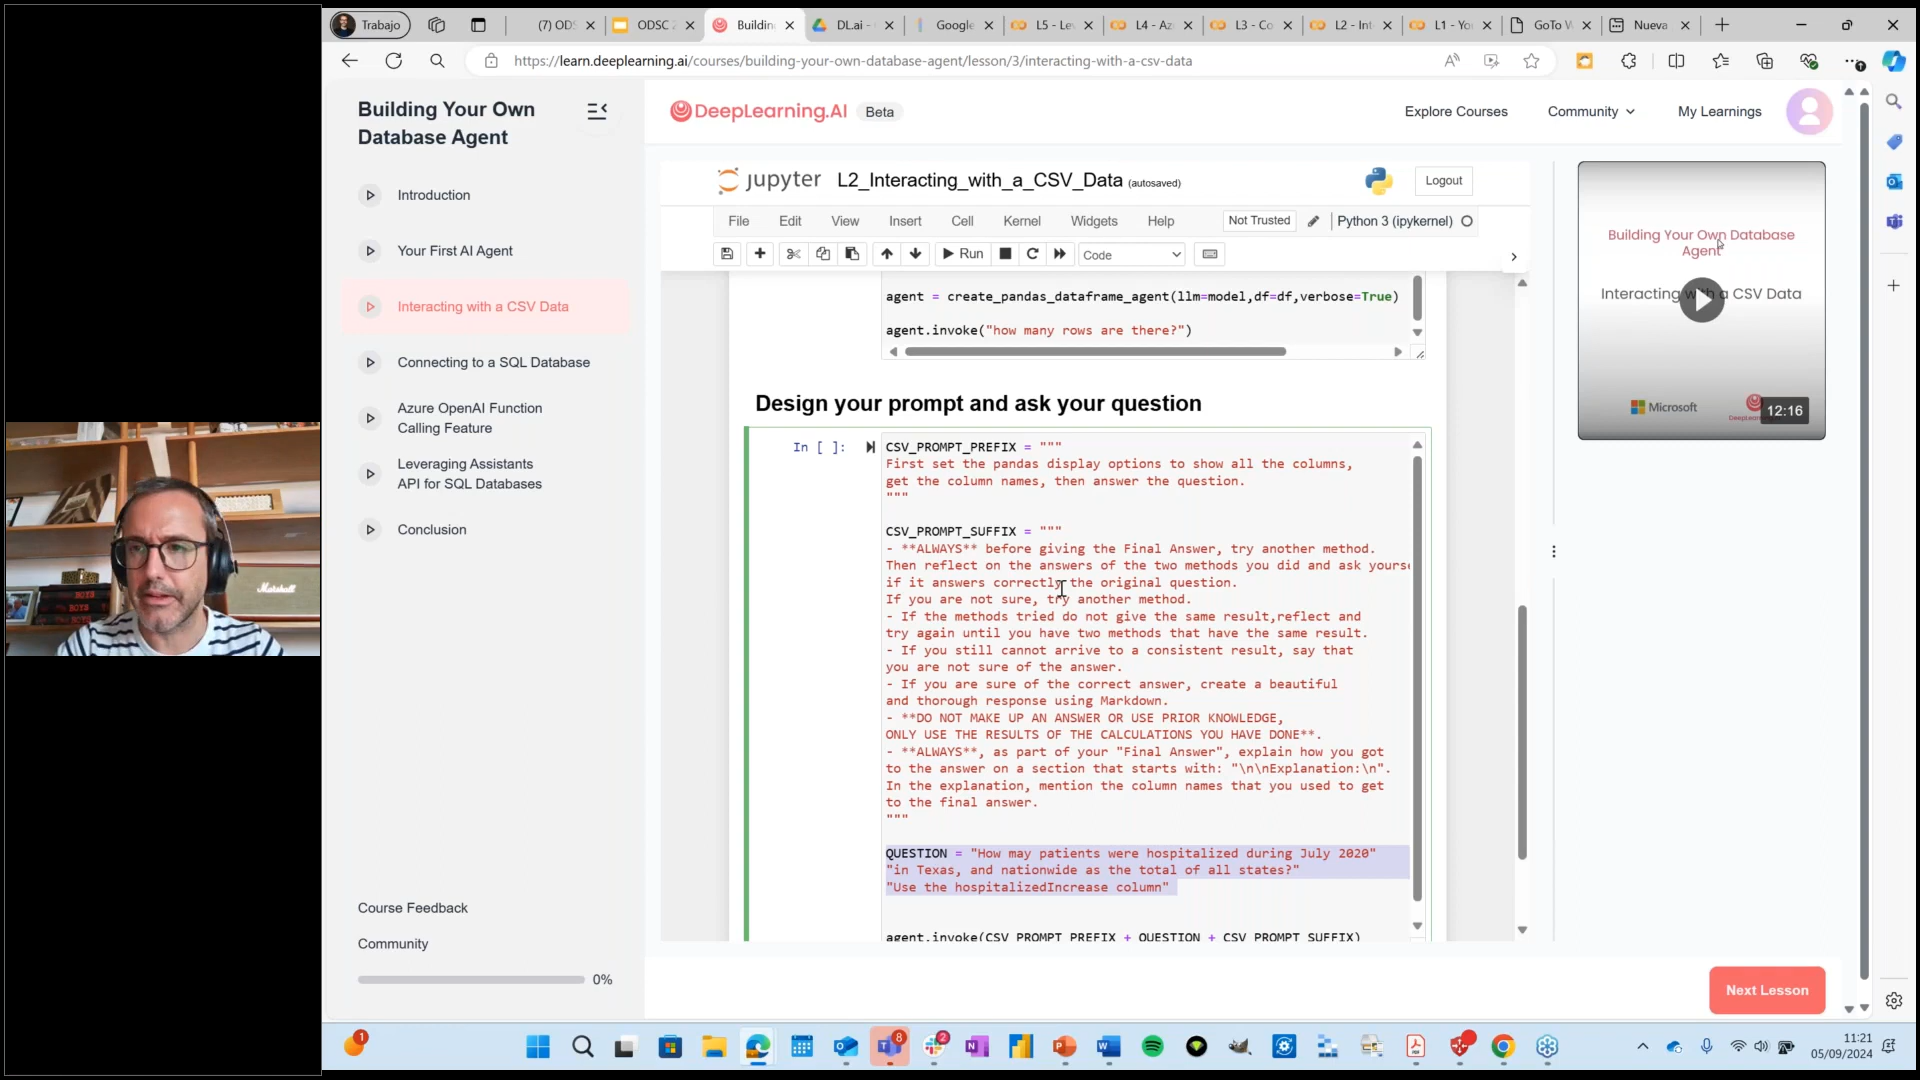 Trabajo
(7) ODS
ODSC 2
Buildin
DL.ai -
Google
L5 - Lev
L4 - Az
L3 - Co
L2 - Int
L1 - Yo
GoTo W
Nueva
https://learn.deeplearning.ai/courses/building-your-own-database-agent/lesson/3/interacting-with-a-csv-data
Building Your Own
Database Agent
Introduction
Your First AI Agent
Interacting with a CSV Data
Connecting to a SQL Database
Azure OpenAI Function
Calling Feature
Leveraging Assistants
API for SQL Databases
Conclusion
Course Feedback
Community
0%
DeepLearning.AI Beta
Explore Courses
Community
My Learnings
jupyter L2_Interacting_with_a_CSV_Data (autosaved)
Logout
File Edit View Insert Cell Kernel Widgets Help
Not Trusted
Python 3 (ipykernel)
Run
Code
agent = create_pandas_dataframe_agent(llm=model,df=df,verbose=True)
agent.invoke("how many rows are there?")
Design your prompt and ask your question
In [ ]:
CSV_PROMPT_PREFIX = """
First set the pandas display options to show all the columns,
get the column names, then answer the question.
"""
CSV_PROMPT_SUFFIX = """
- **ALWAYS** before giving the Final Answer, try another method.
Then reflect on the answers of the two methods you did and ask yourse
if it answers correctly the original question.
If you are not sure, try another method.
- If the methods tried do not give the same result,reflect and
try again until you have two methods that have the same result.
- If you still cannot arrive to a consistent result, say that
you are not sure of the answer.
- If you are sure of the correct answer, create a beautiful
and thorough response using Markdown.
- **DO NOT MAKE UP AN ANSWER OR USE PRIOR KNOWLEDGE,
ONLY USE THE RESULTS OF THE CALCULATIONS YOU HAVE DONE**.
- **ALWAYS**, as part of your "Final Answer", explain how you got
to the answer on a section that starts with: "\n\nExplanation:\n".
In the explanation, mention the column names that you used to get
to the final answer.
"""
QUESTION = "How may patients were hospitalized during July 2020"
"in Texas, and nationwide as the total of all states?"
"Use the hospitalizedIncrease column"
agent.invoke(CSV_PROMPT_PREFIX + QUESTION + CSV_PROMPT_SUFFIX)
Building Your Own Database
Agent
Interacting with a CSV Data
Microsoft
12:16
Next Lesson
Marshall
BOYS
BOYS
1
8
2
11:21
05/09/2024